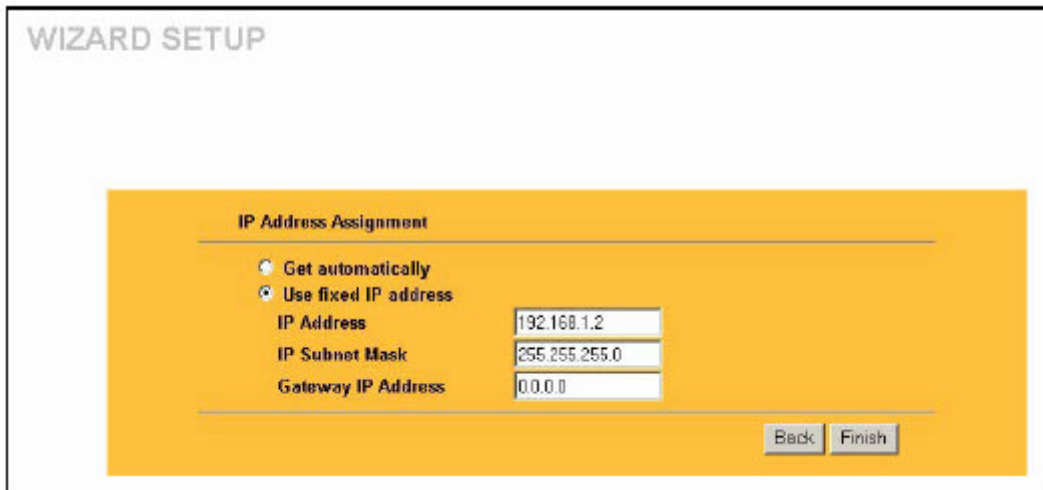 WIZARD SETUP
IP Address Assignment
Get automatically
Use fixed IP address
IP Address 192.168.1.2
IP Subnet Mask 255.255.255.0
Gateway IP Address 0.0.0.0
Back Finish